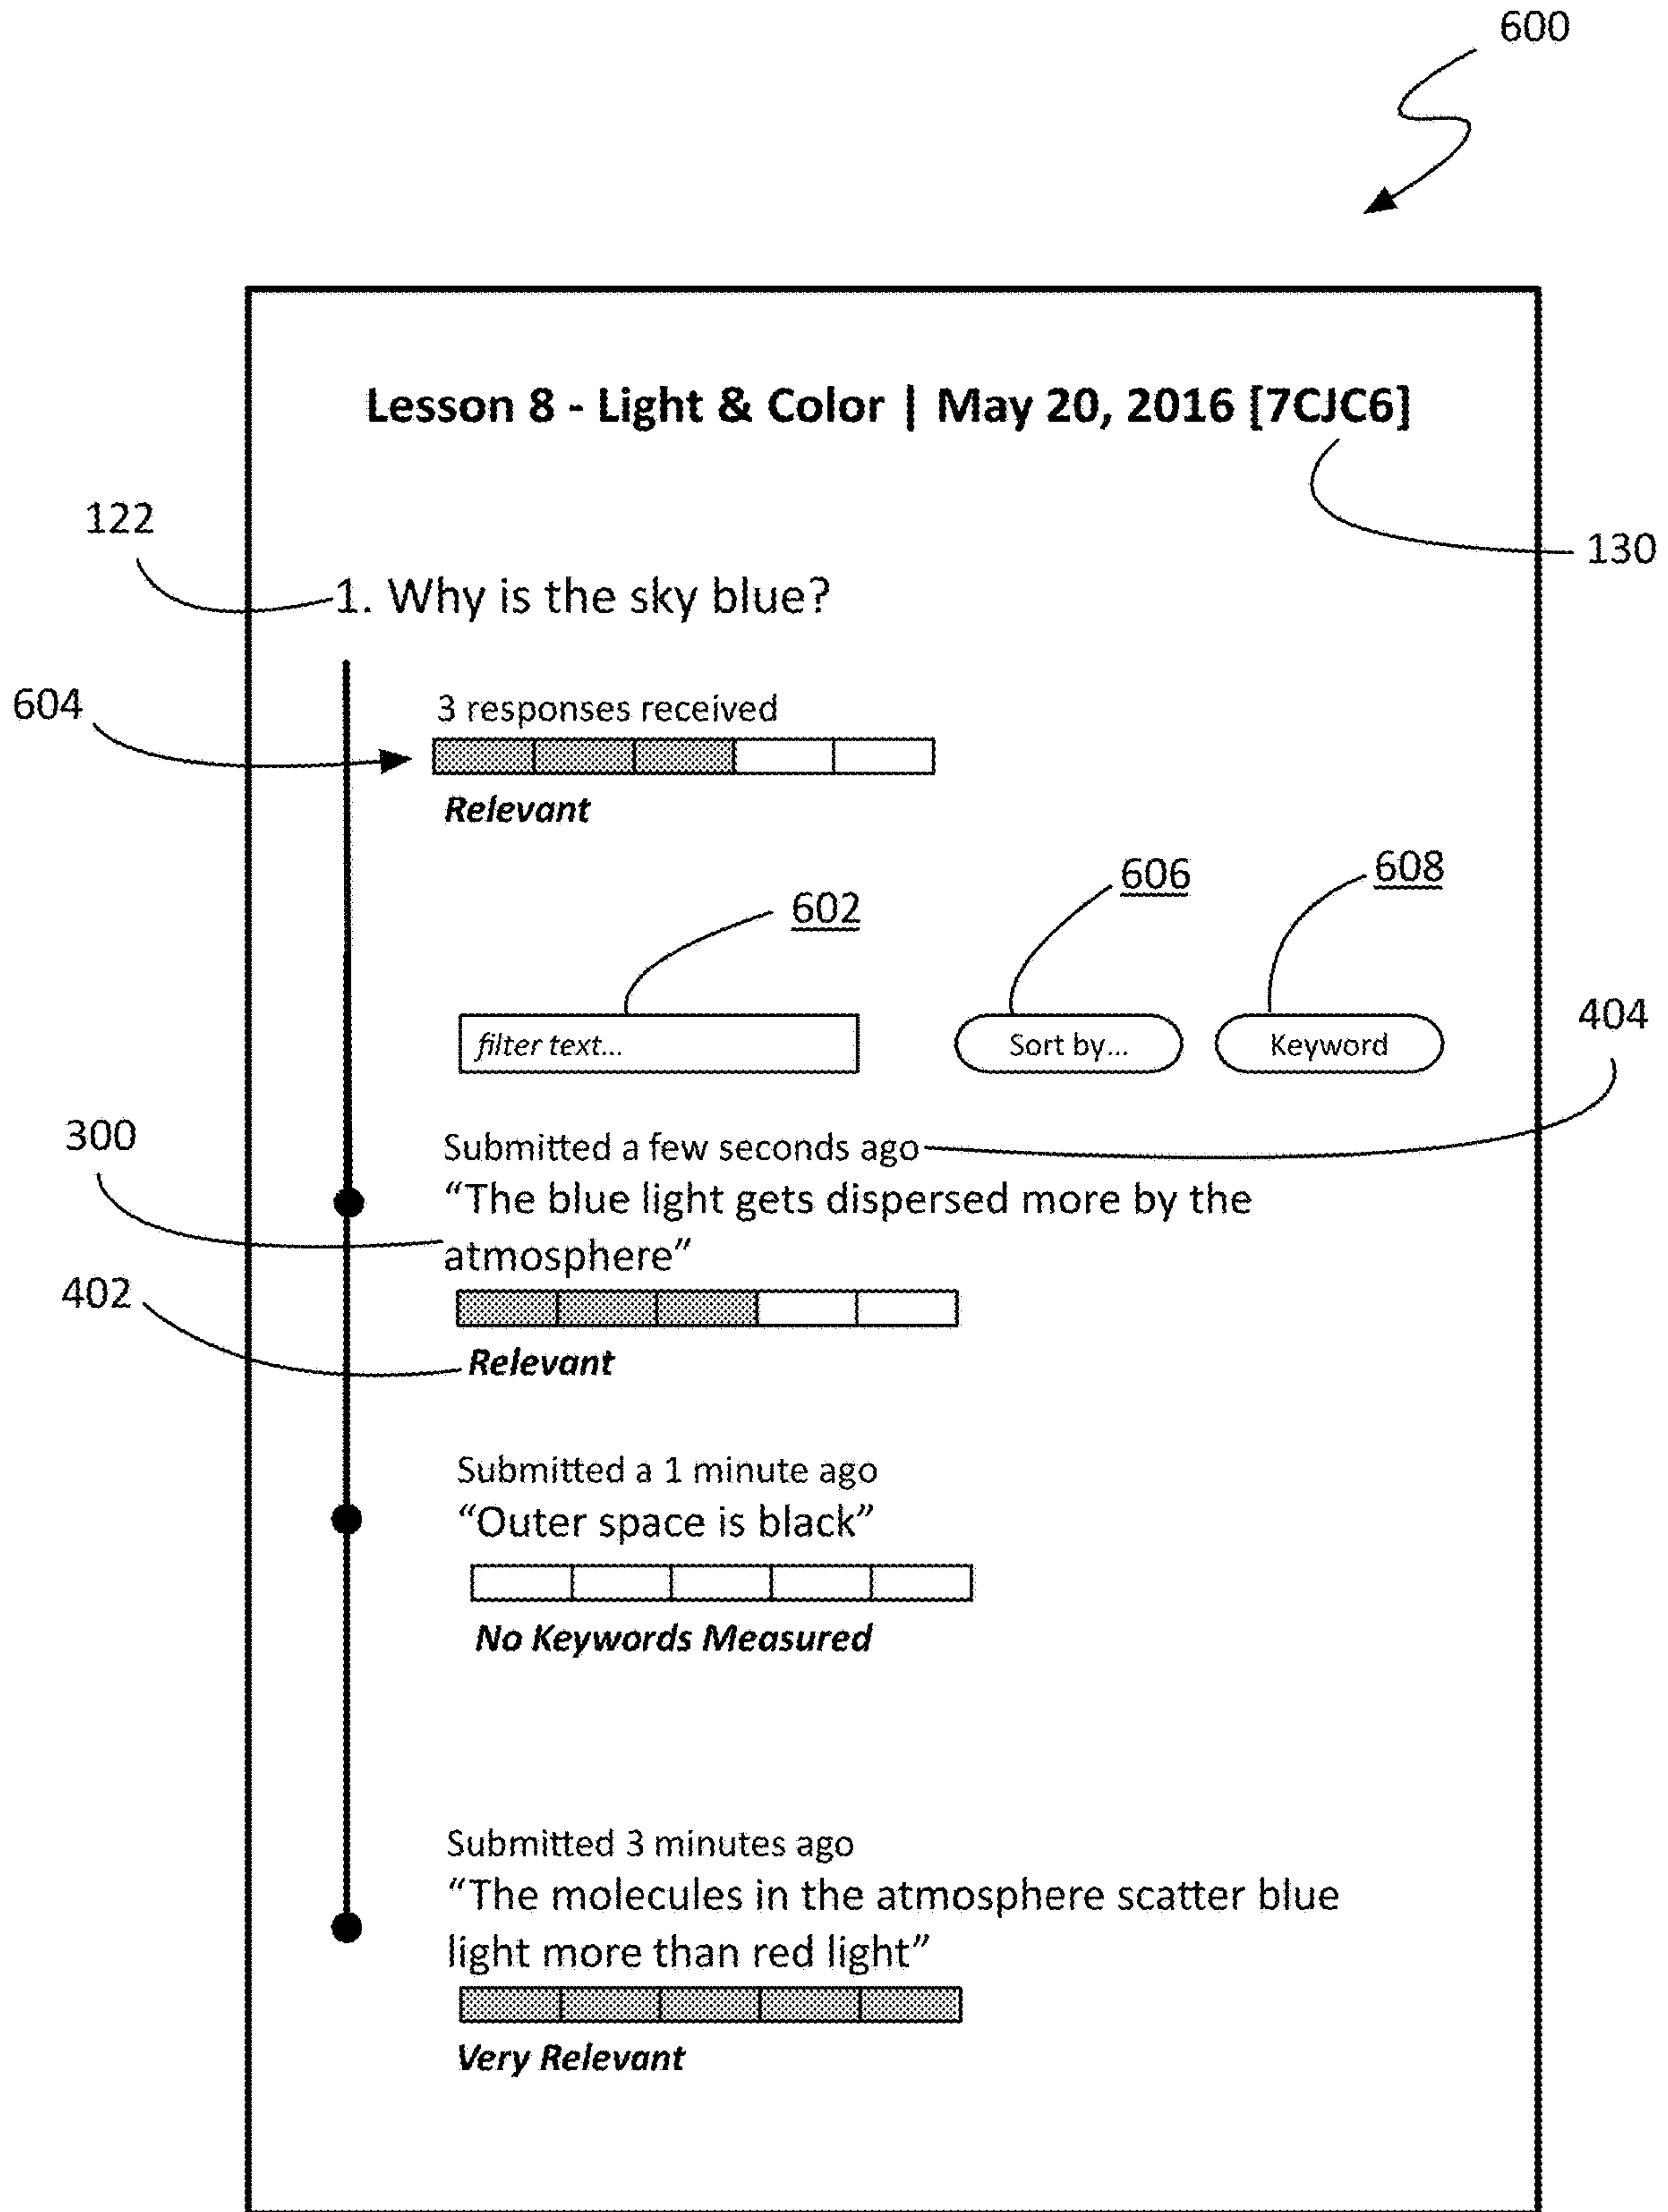 600
Lesson 8 - Light & Color | May 20, 2016 [7CJC6]
122
130
1. Why is the sky blue?
604
3 responses received
Relevant
602
606
608
filter text...
Sort by...
Keyword
404
300
Submitted a few seconds ago
“The blue light gets dispersed more by the
atmosphere”
402
Relevant
Submitted a 1 minute ago
“Outer space is black”
No Keywords Measured
Submitted 3 minutes ago
“The molecules in the atmosphere scatter blue
light more than red light”
Very Relevant